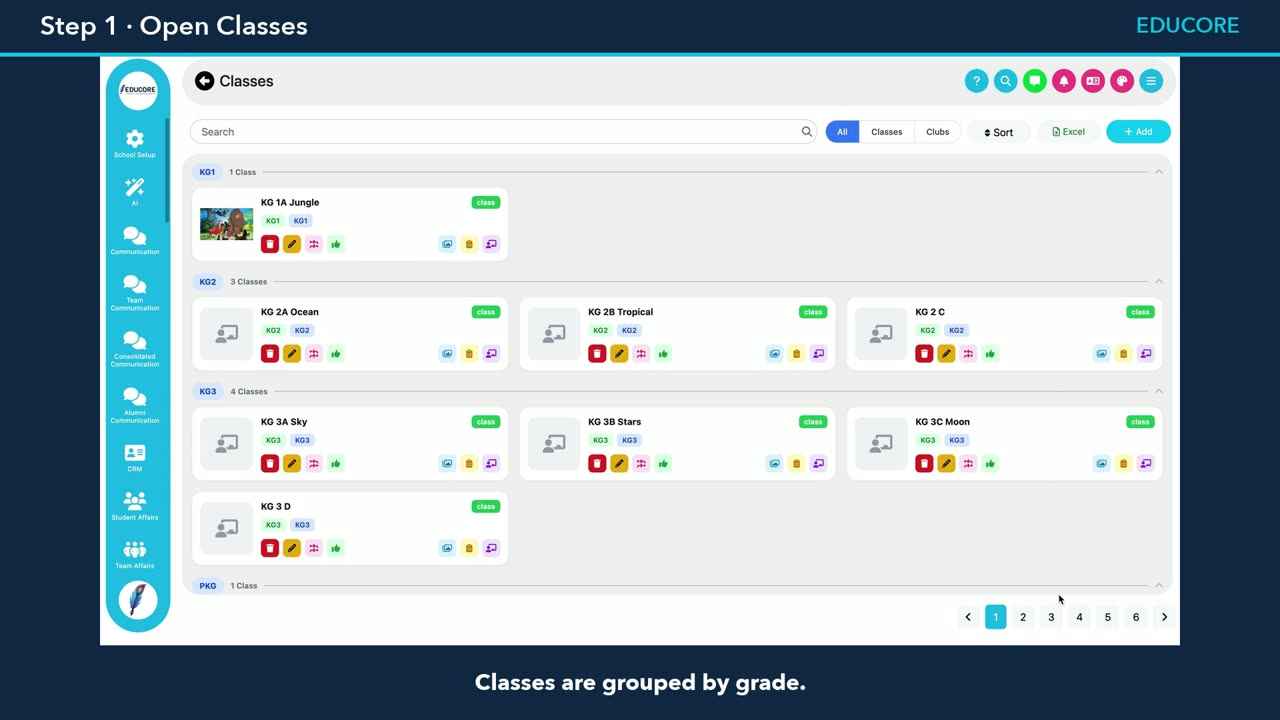 Step 1 · Open Classes
EDUCORE
EDUCORE
Classes
Search
All
Classes
Clubs
Sort
Excel
+ Add
School Setup
AI
Communication
Team
Communication
Consolidated
Communication
Alumni
Communication
CRM
Student Affairs
Team Affairs
KG1 1 Class
KG 1A Jungle class
KG1 KG1
KG2 3 Classes
KG 2A Ocean class
KG2 KG2
KG 2B Tropical class
KG2 KG2
KG 2 C class
KG2 KG2
KG3 4 Classes
KG 3A Sky class
KG3 KG3
KG 3B Stars class
KG3 KG3
KG 3C Moon class
KG3 KG3
KG 3 D class
KG3 KG3
PKG 1 Class
1 2 3 4 5 6
Classes are grouped by grade.